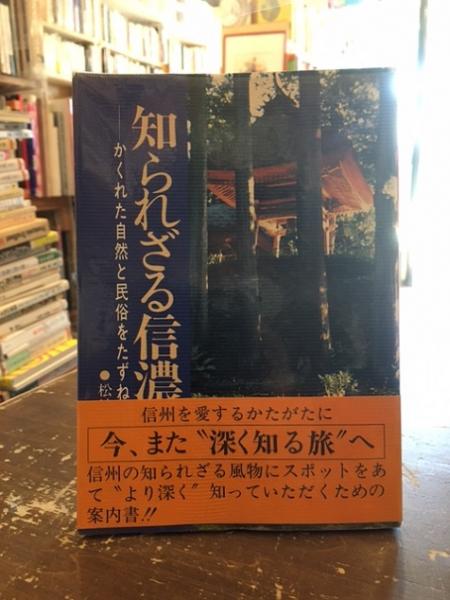 知られざる信濃
──かくれた自然と民俗をたずね
●松
信州を愛するかたがたに
今、また〝深く知る旅〟へ
信州の知られざる風物にスポットをあ
て〝より深く〟知っていただくための
案内書!!